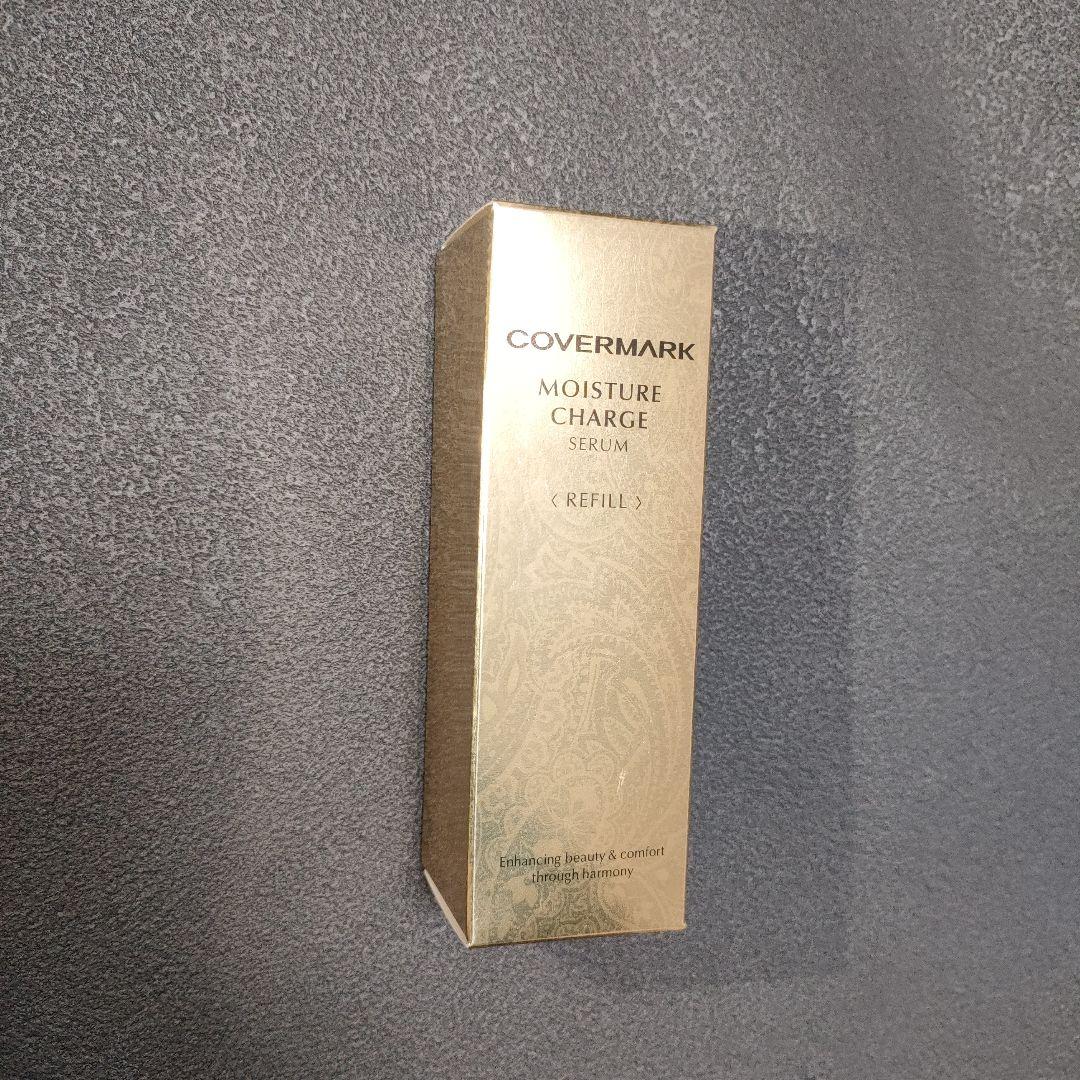 COVERMARK
MOISTURE
CHARGE
SERUM
〈 REFILL 〉
Enhancing beauty & comfort
through harmony